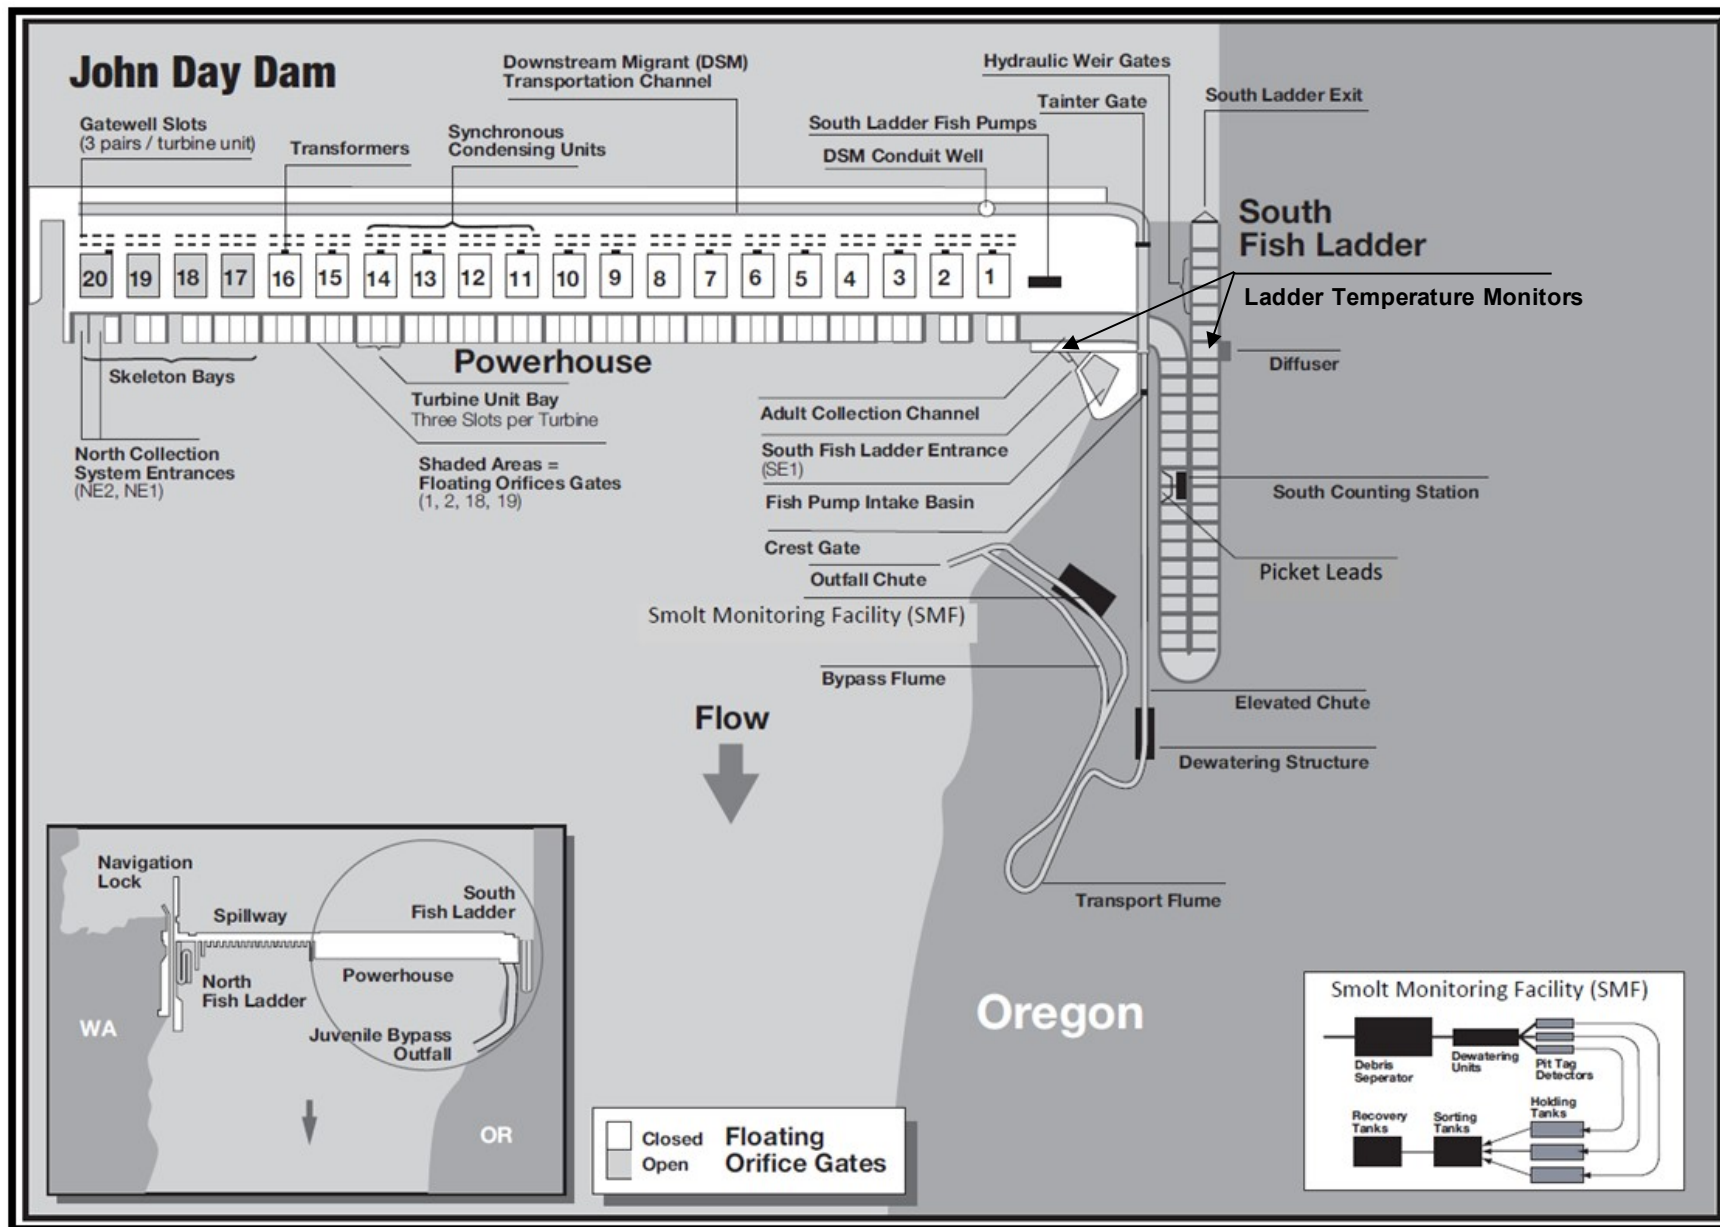 John Day Dam
Gatewell Slots
(3 pairs / turbine unit)
Transformers
Synchronous
Condensing Units
Downstream Migrant (DSM)
Transportation Channel
South Ladder Fish Pumps
DSM Conduit Well
Hydraulic Weir Gates
Tainter Gate
South Ladder Exit
South
Fish Ladder
Ladder Temperature Monitors
20 19 18 17 16 15 14 13 12 11 10 9 8 7 6 5 4 3 2 1
Diffuser
Skeleton Bays
Powerhouse
Turbine Unit Bay
Three Slots per Turbine
North Collection
System Entrances
(NE2, NE1)
Shaded Areas =
Floating Orifices Gates
(1, 2, 18, 19)
Adult Collection Channel
South Fish Ladder Entrance
(SE1)
Fish Pump Intake Basin
Crest Gate
Outfall Chute
Smolt Monitoring Facility (SMF)
Bypass Flume
South Counting Station
Picket Leads
Elevated Chute
Dewatering Structure
Transport Flume
Flow
Oregon
Navigation
Lock
Spillway
South
Fish Ladder
North
Fish Ladder
Powerhouse
WA
Juvenile Bypass
Outfall
OR
Closed
Open
Floating
Orifice Gates
Smolt Monitoring Facility (SMF)
Debris
Seperator
Dewatering
Units
Pit Tag
Detectors
Recovery
Tanks
Sorting
Tanks
Holding
Tanks